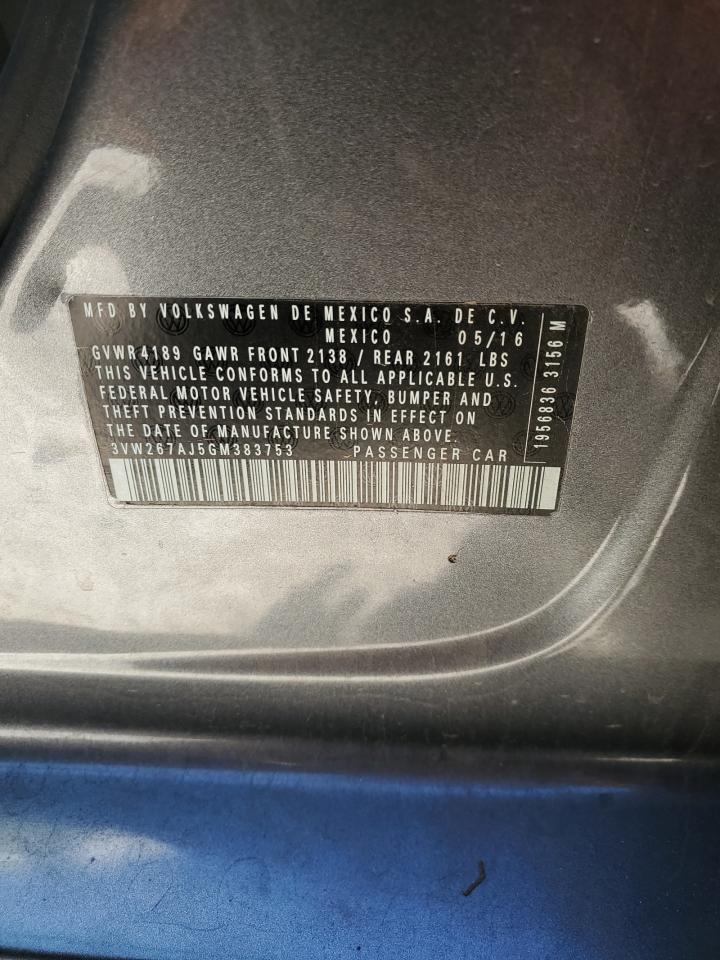 MFD BY VOLKSWAGEN DE MEXICO S.A. DE C.V.
MEXICO 05/16
GVWR4189 GAWR FRONT 2138 / REAR 2161 LBS
THIS VEHICLE CONFORMS TO ALL APPLICABLE U.S.
FEDERAL MOTOR VEHICLE SAFETY, BUMPER AND
THEFT PREVENTION STANDARDS IN EFFECT ON
THE DATE OF MANUFACTURE SHOWN ABOVE.
3VW267AJ5GM383753 PASSENGER CAR
1956836 3156 M